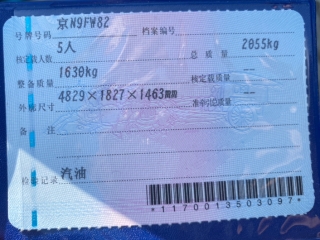 号牌号码 京N9FW82 档案编号
核定载人数 5人 总质量 2055kg
整备质量 1630kg 核定载质量 --
外廓尺寸 4829×1827×1463mm 准牵引总质量 --
备注
检验记录 汽油
*1170013503097*